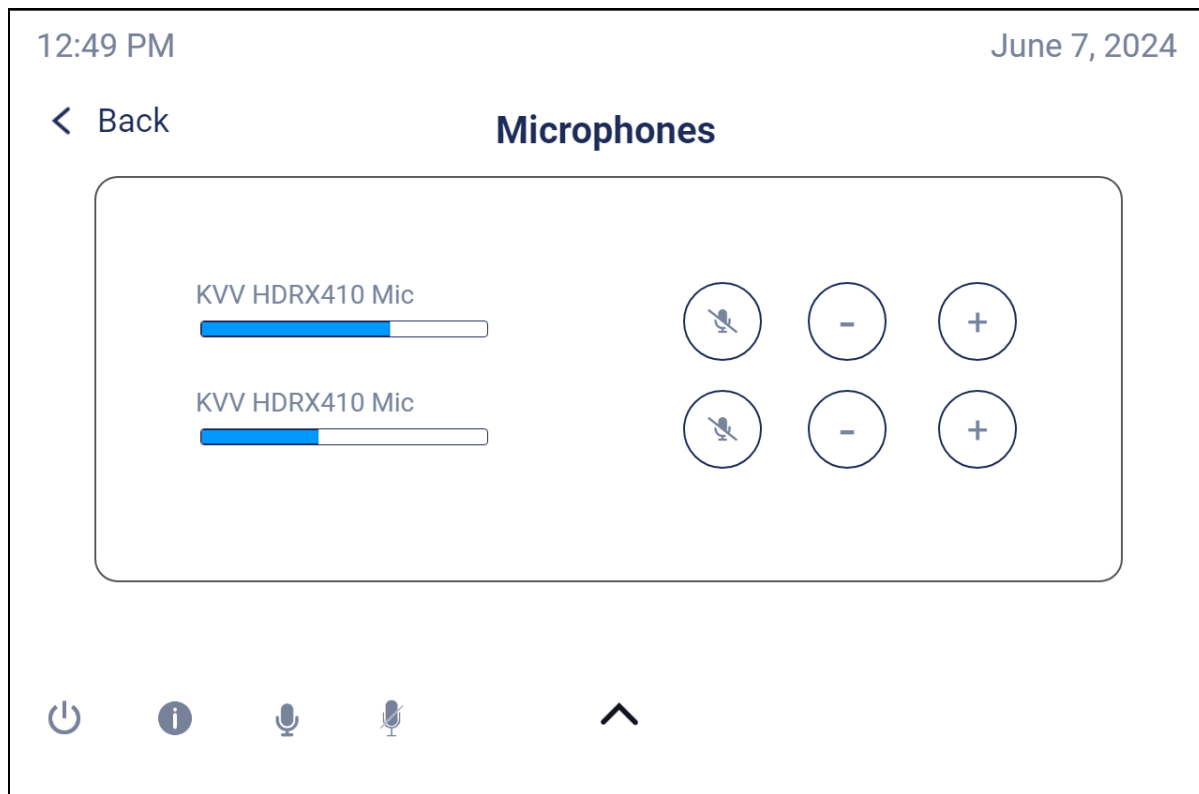 12:49 PM
June 7, 2024
Back
Microphones
KVV HDRX410 Mic
-
+
KVV HDRX410 Mic
-
+